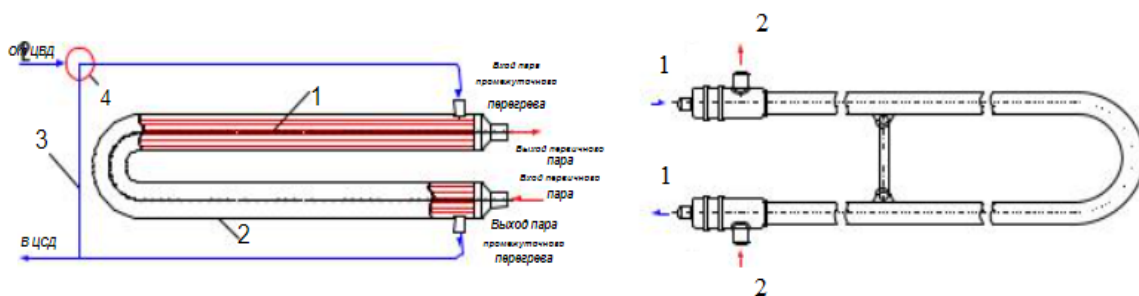 ЦВД
4
3
1
2
Вход пара
промежуточного
перегрева
Выход первичного
пара
Вход первичного
пара
Выход пара
промежуточного
перегрева
В ЦСД
2
1
1
2